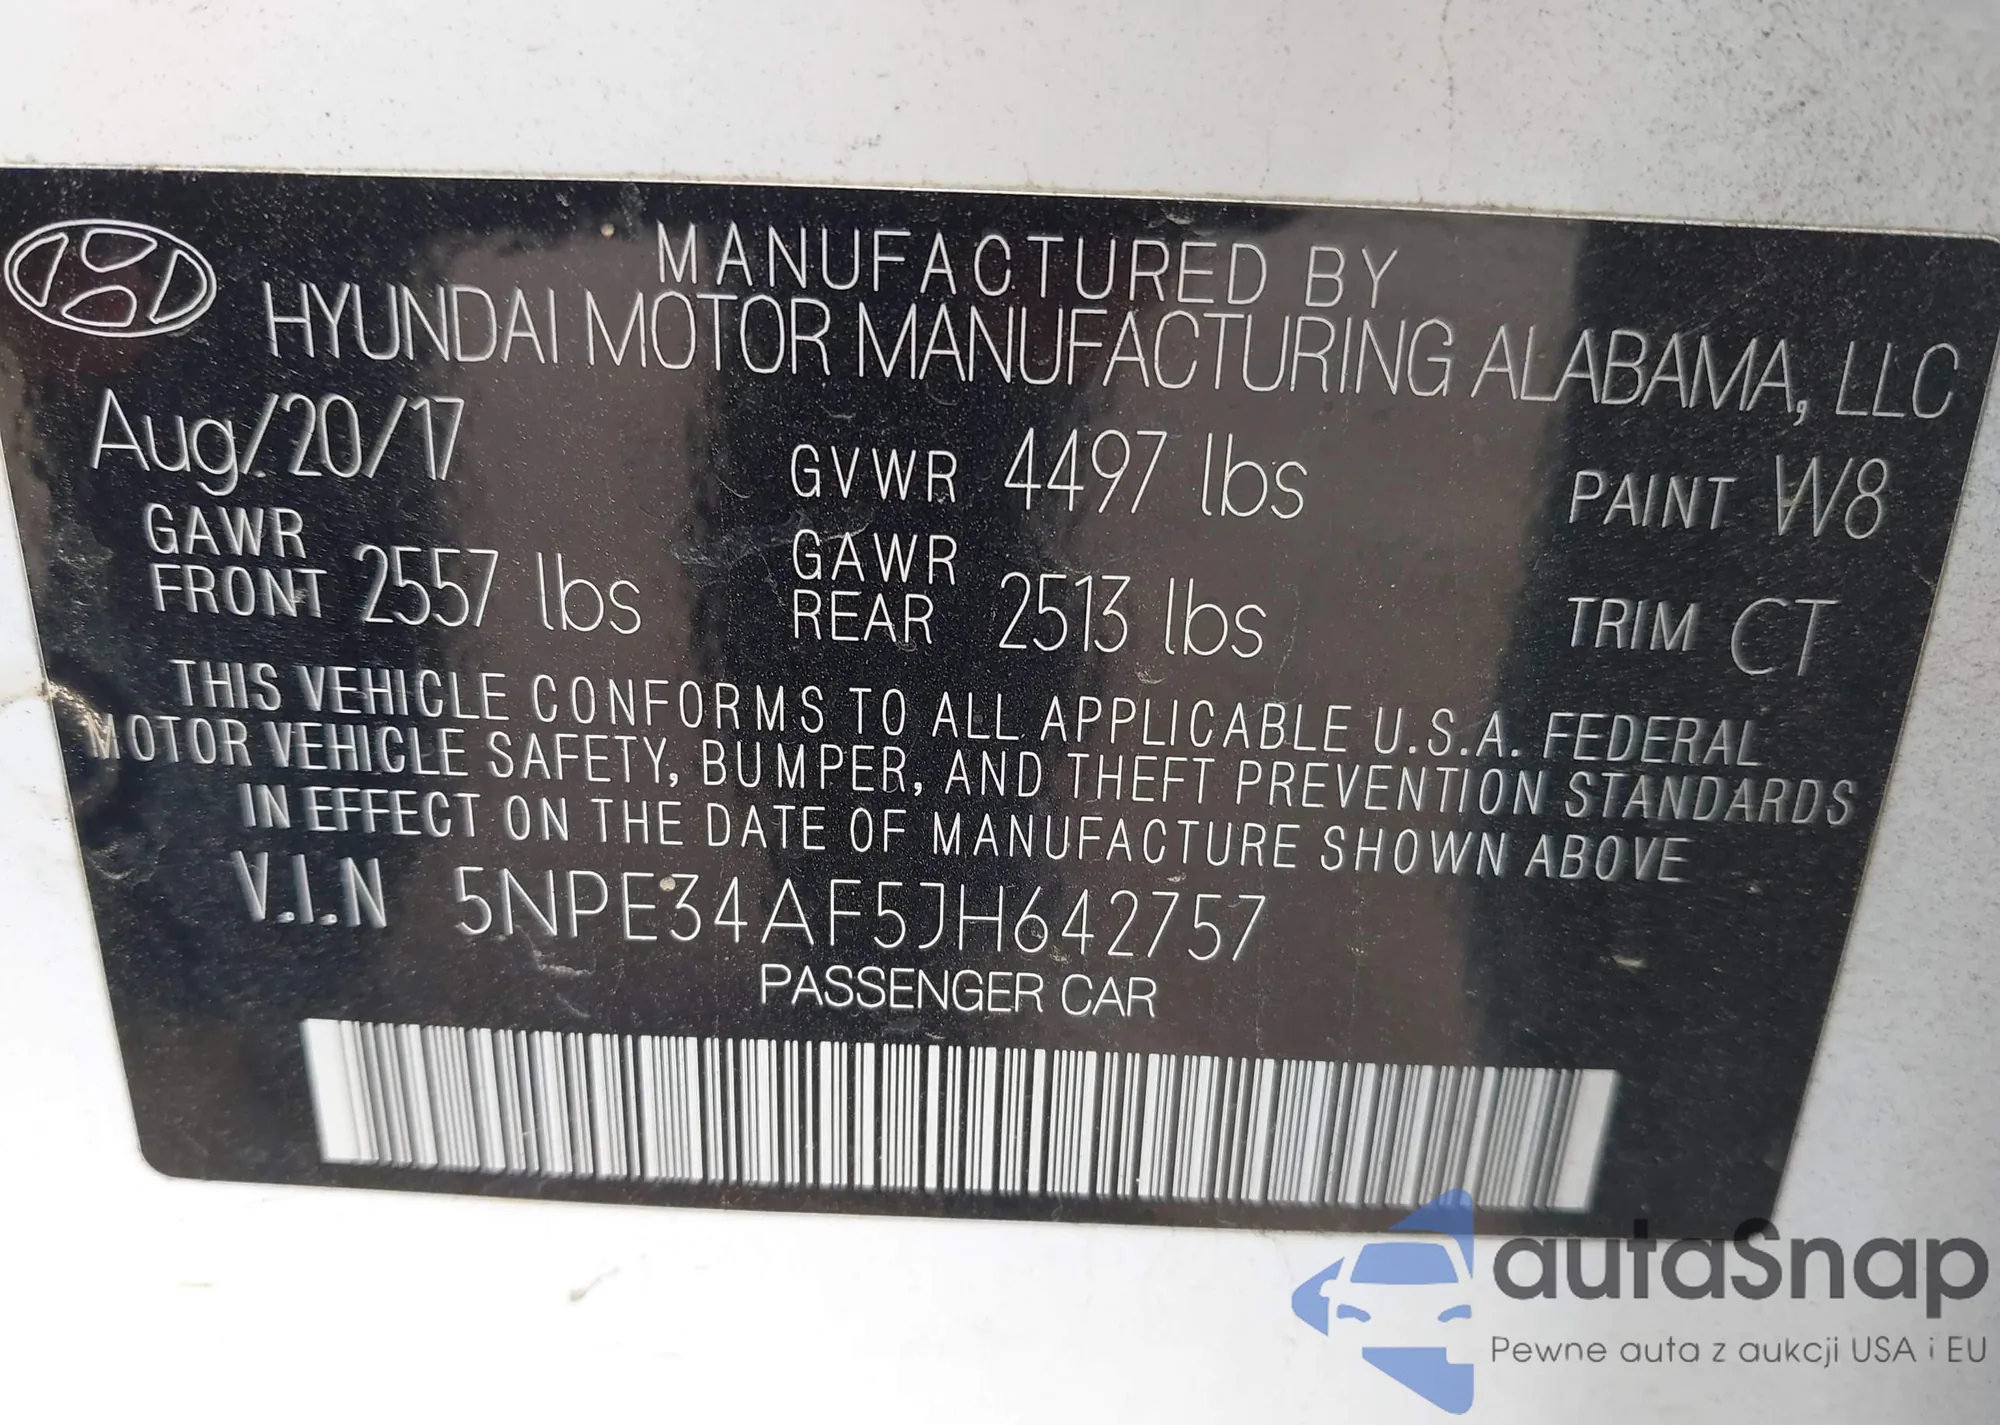 MANUFACTURED BY
HYUNDAI MOTOR MANUFACTURING ALABAMA, LLC
Aug/20/17 GVWR 4497 lbs PAINT W8
GAWR FRONT 2557 lbs GAWR REAR 2513 lbs TRIM CT
THIS VEHICLE CONFORMS TO ALL APPLICABLE U.S.A. FEDERAL
MOTOR VEHICLE SAFETY, BUMPER, AND THEFT PREVENTION STANDARDS
IN EFFECT ON THE DATE OF MANUFACTURE SHOWN ABOVE
V.I.N 5NPE34AF5JH642757
PASSENGER CAR
autaSnap
Pewne auta z aukcji USA i EU